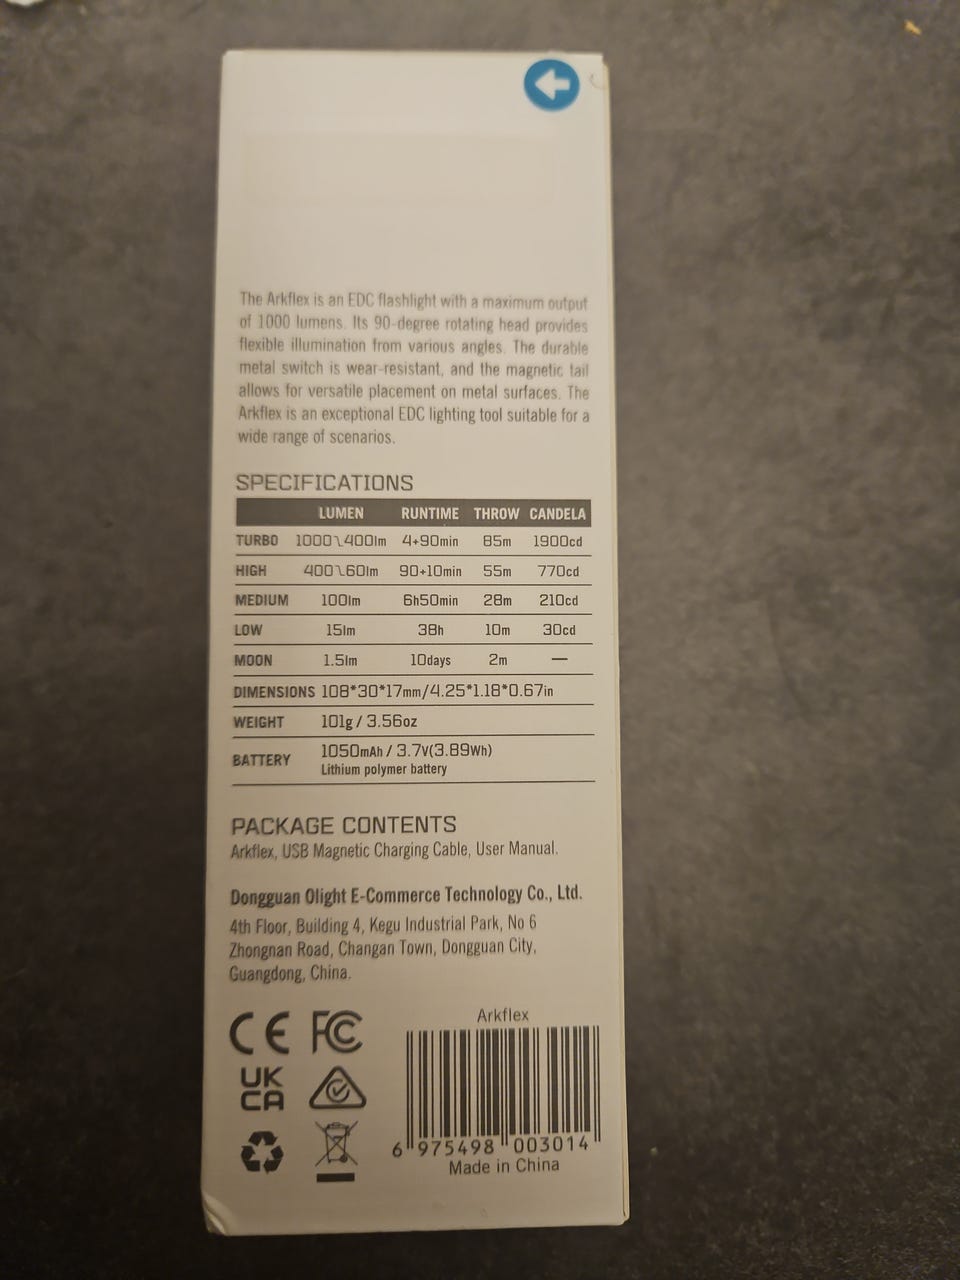 The Arkflex is an EDC flashlight with a maximum output
of 1000 lumens. Its 90-degree rotating head provides
flexible illumination from various angles. The durable
metal switch is wear-resistant, and the magnetic tail
allows for versatile placement on metal surfaces. The
Arkflex is an exceptional EDC lighting tool suitable for a
wide range of scenarios.
SPECIFICATIONS
LUMEN RUNTIME THROW CANDELA
TURBO 1000~400lm 4+90min 85m 1900cd
HIGH 400~60lm 90+10min 55m 770cd
MEDIUM 100lm 6h50min 28m 210cd
LOW 15lm 38h 10m 30cd
MOON 1.5lm 10days 2m —
DIMENSIONS 108*30*17mm/4.25*1.18*0.67in
WEIGHT 101g / 3.56oz
BATTERY 1050mAh / 3.7V(3.89Wh)
Lithium polymer battery
PACKAGE CONTENTS
Arkflex, USB Magnetic Charging Cable, User Manual.
Dongguan Olight E-Commerce Technology Co., Ltd.
4th Floor, Building 4, Kegu Industrial Park, No 6
Zhongnan Road, Changan Town, Dongguan City,
Guangdong, China.
CE FC
UK
CA
Arkflex
6 975498 003014
Made in China